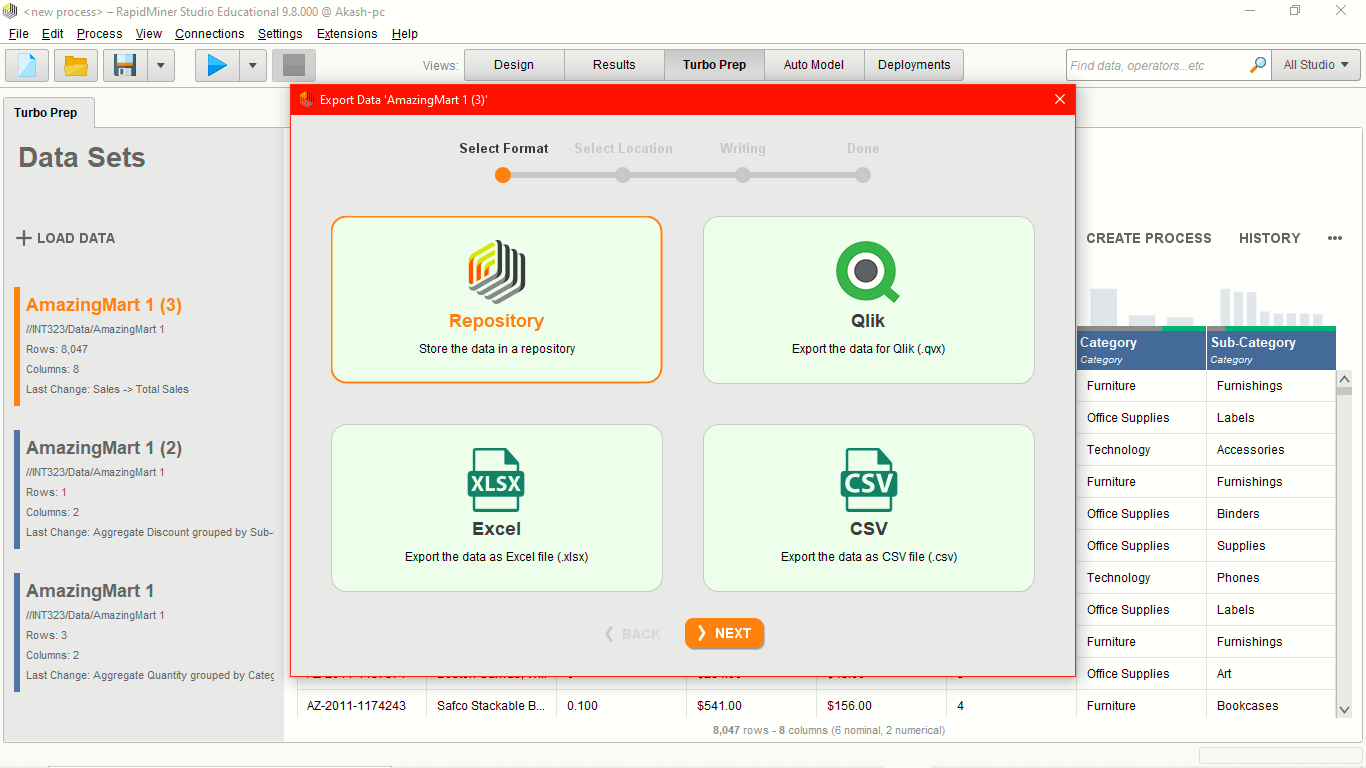 <new process> – RapidMiner Studio Educational 9.8.000 @ Akash-pc
File Edit Process View Connections Settings Extensions Help
Views: Design Results Turbo Prep Auto Model Deployments Find data, operators...etc All Studio
Turbo Prep
Export Data 'AmazingMart 1 (3)'
Data Sets
Select Format Select Location Writing Done
LOAD DATA
CREATE PROCESS HISTORY •••
AmazingMart 1 (3)
//INT323/Data/AmazingMart 1
Rows: 8,047
Columns: 8
Last Change: Sales -> Total Sales
AmazingMart 1 (2)
//INT323/Data/AmazingMart 1
Rows: 1
Columns: 2
Last Change: Aggregate Discount grouped by Sub-
AmazingMart 1
//INT323/Data/AmazingMart 1
Rows: 3
Columns: 2
Last Change: Aggregate Quantity grouped by Categ
Repository
Store the data in a repository
Qlik
Export the data for Qlik (.qvx)
XLSX
Excel
Export the data as Excel file (.xlsx)
CSV
CSV
Export the data as CSV file (.csv)
BACK NEXT
Category Sub-Category
Category Category
Furniture Furnishings
Office Supplies Labels
Technology Accessories
Furniture Furnishings
Office Supplies Binders
Office Supplies Supplies
Technology Phones
Office Supplies Labels
Furniture Furnishings
Office Supplies Art
AZ-2011-1174243 Safco Stackable B... 0.100 $541.00 $156.00 4 Furniture Bookcases
8,047 rows - 8 columns (6 nominal, 2 numerical)